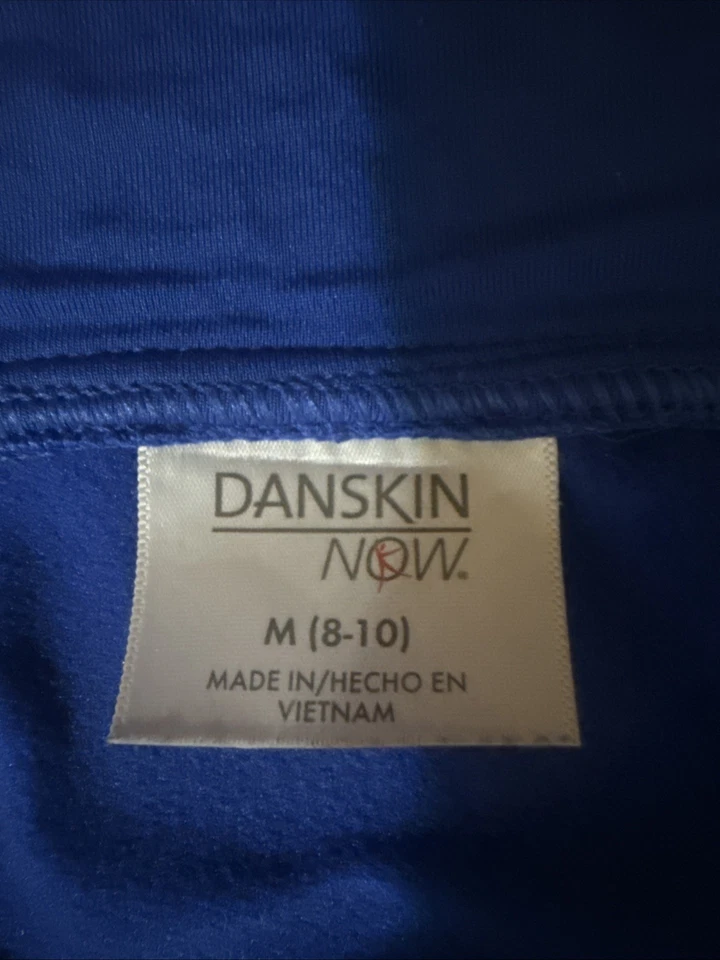 DANSKIN
NOW®
M (8-10)
MADE IN/HECHO EN
VIETNAM